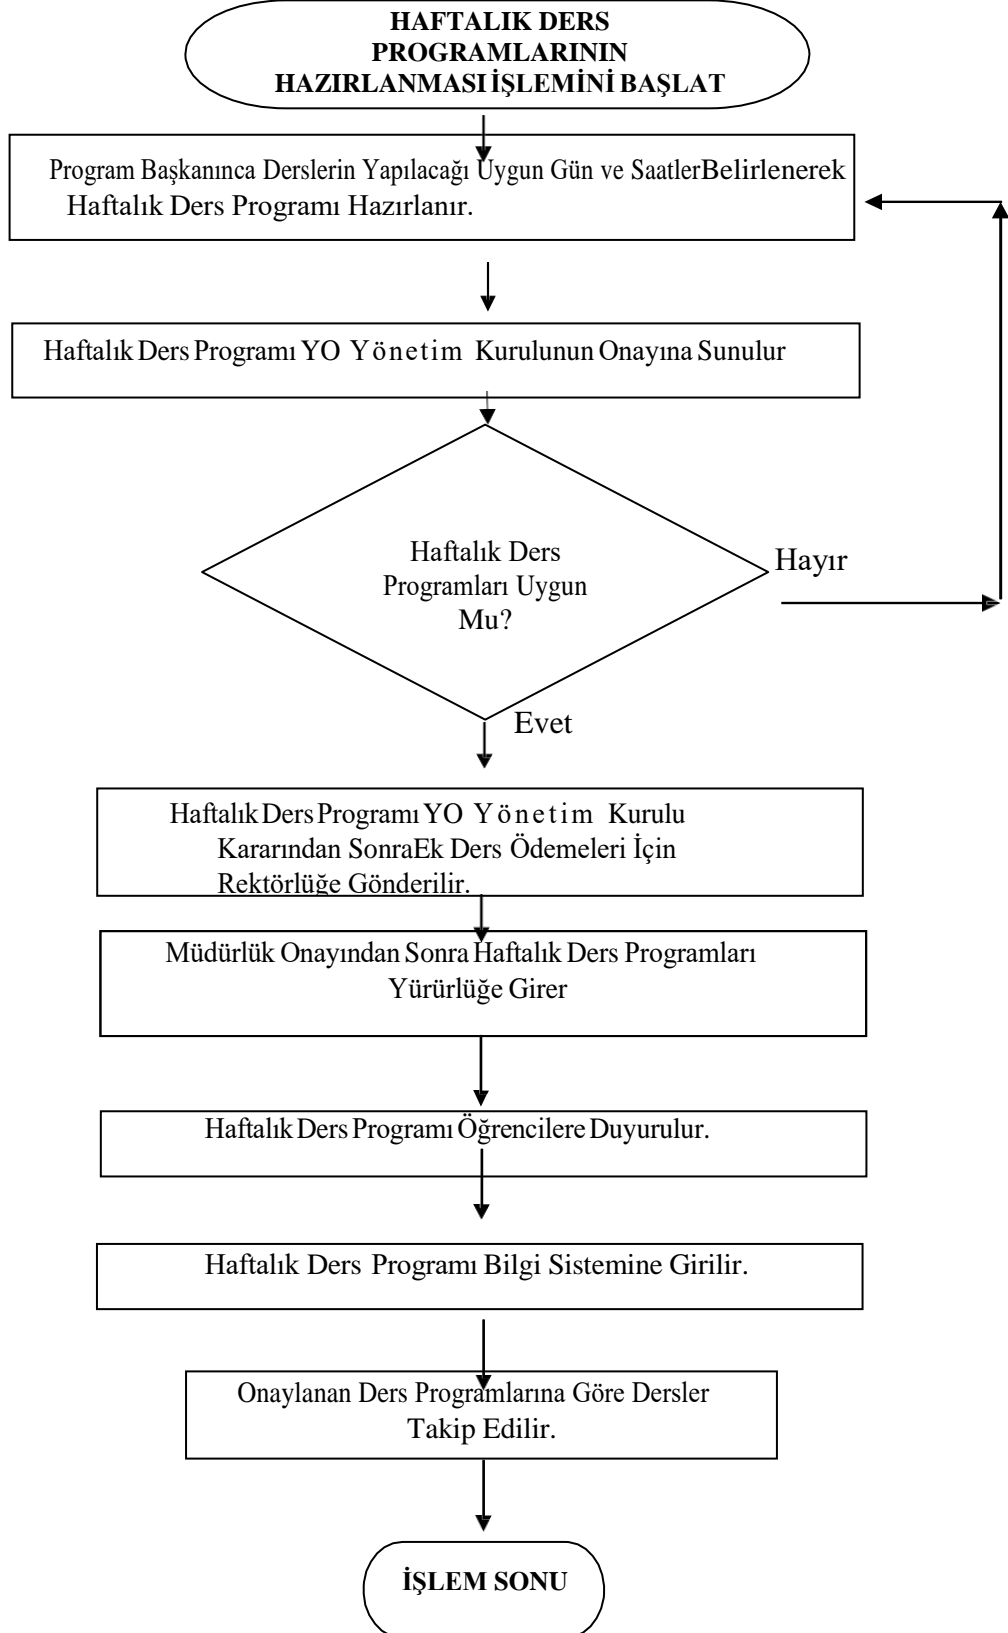 HAFTALIK DERS
PROGRAMLARININ
HAZIRLANMASI İŞLEMİNİ BAŞLAT
Program Başkanınca Derslerin Yapılacağı Uygun Gün ve SaatlerBelirlenerek
Haftalık Ders Programı Hazırlanır.
Haftalık Ders Programı YO Yönetim Kurulunun Onayına Sunulur
Haftalık Ders
Programları Uygun
Mu?
Hayır
Evet
Haftalık Ders Programı YO Yönetim Kurulu
Kararından SonraEk Ders Ödemeleri İçin
Rektörlüğe Gönderilir.
Müdürlük Onayından Sonra Haftalık Ders Programları
Yürürlüğe Girer
Haftalık Ders Programı Öğrencilere Duyurulur.
Haftalık Ders Programı Bilgi Sistemine Girilir.
Onaylanan Ders Programlarına Göre Dersler
Takip Edilir.
İŞLEM SONU